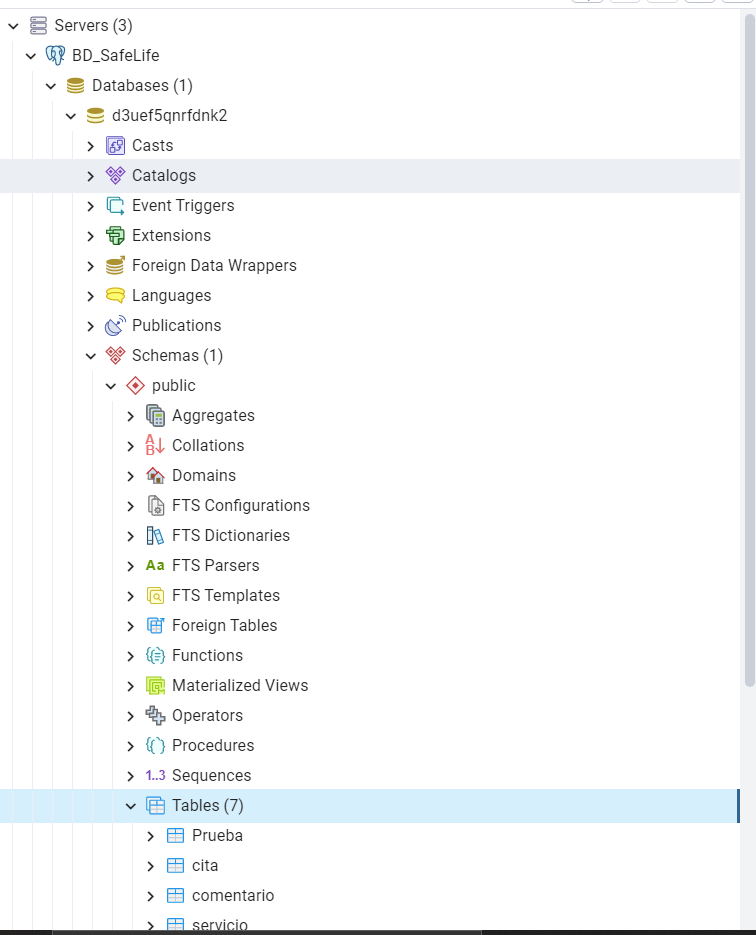 Servers (3)
BD_SafeLife
Databases (1)
d3uef5qnrfdnk2
Casts
Catalogs
Event Triggers
Extensions
Foreign Data Wrappers
Languages
Publications
Schemas (1)
public
Aggregates
Collations
Domains
FTS Configurations
FTS Dictionaries
Aa FTS Parsers
FTS Templates
Foreign Tables
Functions
Materialized Views
Operators
Procedures
1..3 Sequences
Tables (7)
Prueba
cita
comentario
servicio